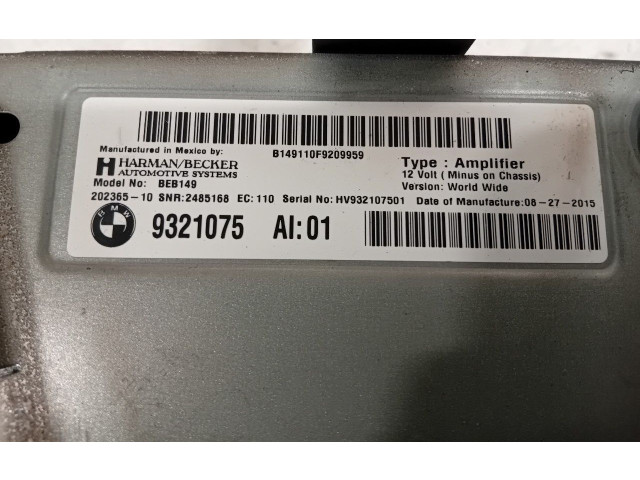 Manufactured in Mexico by: B149110F9209959
HARMAN/BECKER
AUTOMOTIVE SYSTEMS
Type : Amplifier
12 Volt ( Minus on Chassis)
Model No: BEB149 Version: World Wide
202365-10 SNR:2485168 EC: 110 Serial No: HV932107501 Date of Manufacture:08-27-2015
BMW 9321075 AI:01